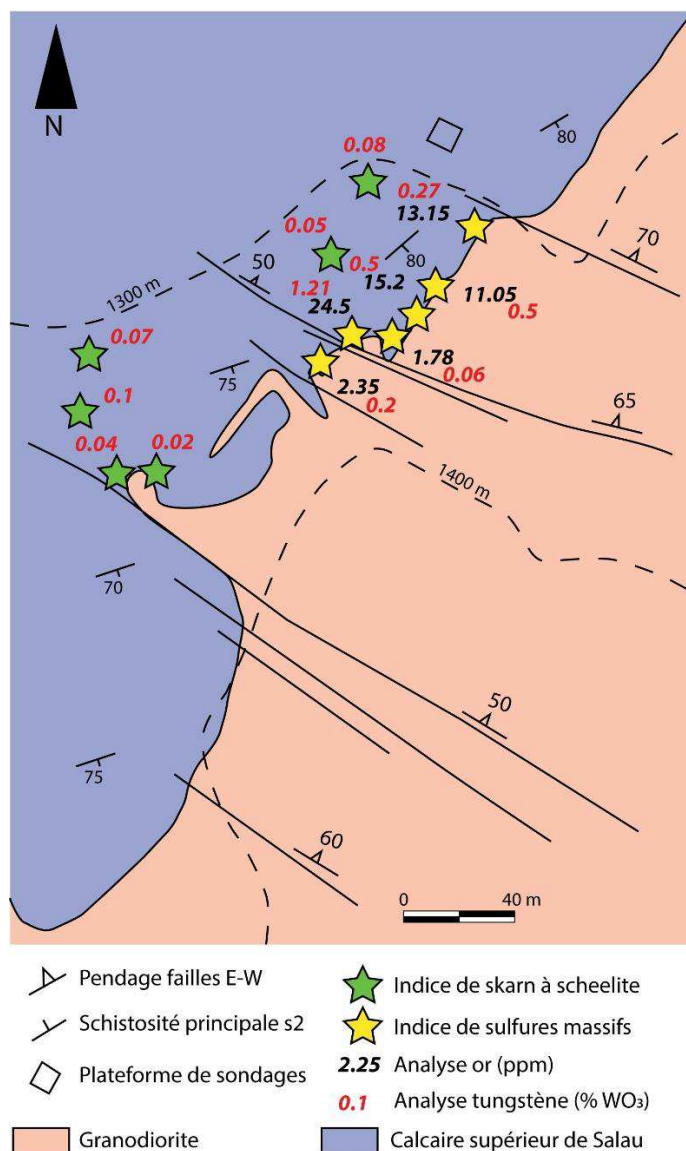 N
0.08
80
0.27
13.15
0.05
70
80
50
0.5
15.2
1300 m
1.21
24.5
11.05
0.5
0.07
1.78
0.06
75
2.35
0.2
65
0.1
0.04
0.02
1400 m
70
50
75
60
0 40 m
Pendage failles E-W
Indice de skarn à scheelite
Schistosité principale s2
Indice de sulfures massifs
Plateforme de sondages
2.25 Analyse or (ppm)
0.1 Analyse tungstène (% WO₃)
Granodiorite
Calcaire supérieur de Salau